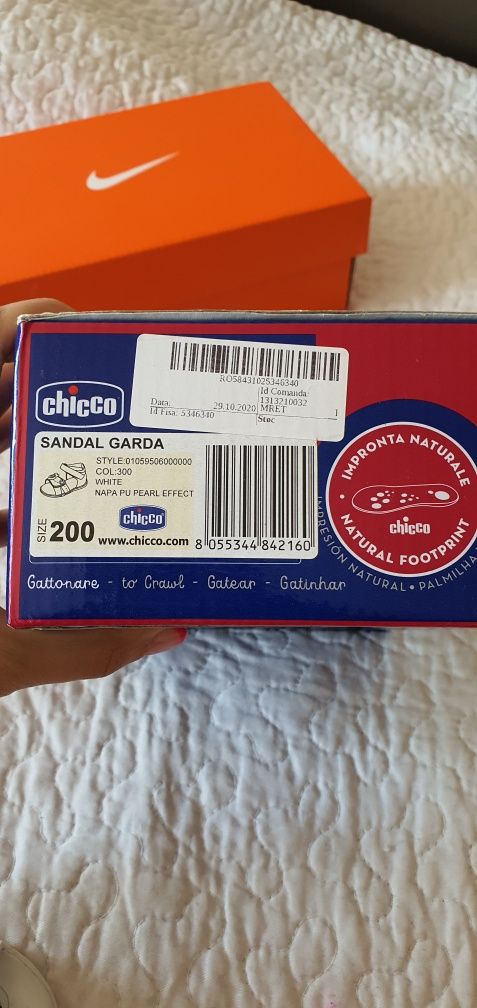 RO58431025346340
Id Comanda:
1313210032
Data: 29.10.2020 MRET 1
Id Fisa: 5346340 Stoc
chicco
SANDAL GARDA
STYLE:01059506000000
COL:300
WHITE
NAPA PU PEARL EFFECT
SIZE 200
chicco
www.chicco.com
8 055344 842160
IMPRONTA NATURALE
chicco
NATURAL FOOTPRINT
IMPRESIÓN NATURAL • PALMILHA
Gattonare - to Crawl - Gatear - Gatinhar